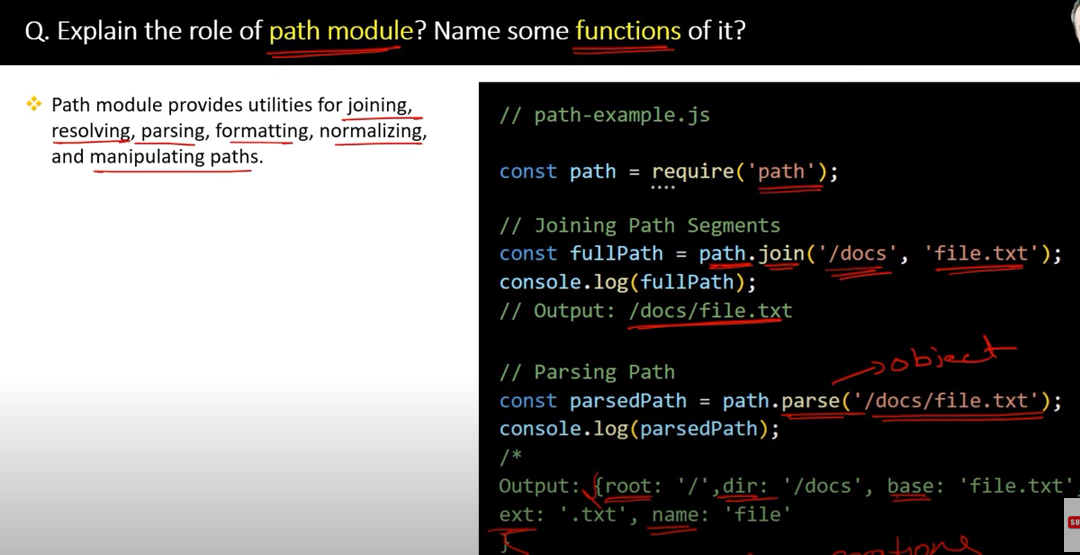 Q. Explain the role of path module? Name some functions of it?
Path module provides utilities for joining,
resolving, parsing, formatting, normalizing,
and manipulating paths.
// path-example.js
const path = require('path');
// Joining Path Segments
const fullPath = path.join('/docs', 'file.txt');
console.log(fullPath);
// Output: /docs/file.txt
object
// Parsing Path
const parsedPath = path.parse('/docs/file.txt');
console.log(parsedPath);
/*
Output: {root: '/',dir: '/docs', base: 'file.txt'
ext: '.txt', name: 'file'
}